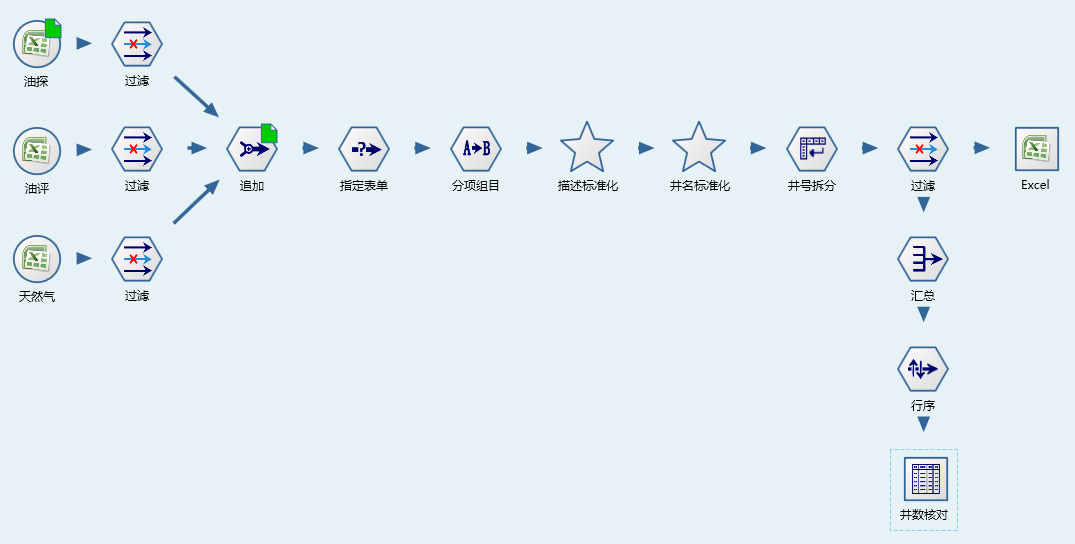 油探
过滤
油评
过滤
追加
指定表单
分项组目
描述标准化
井名标准化
井号拆分
过滤
Excel
天然气
过滤
汇总
行序
井数核对